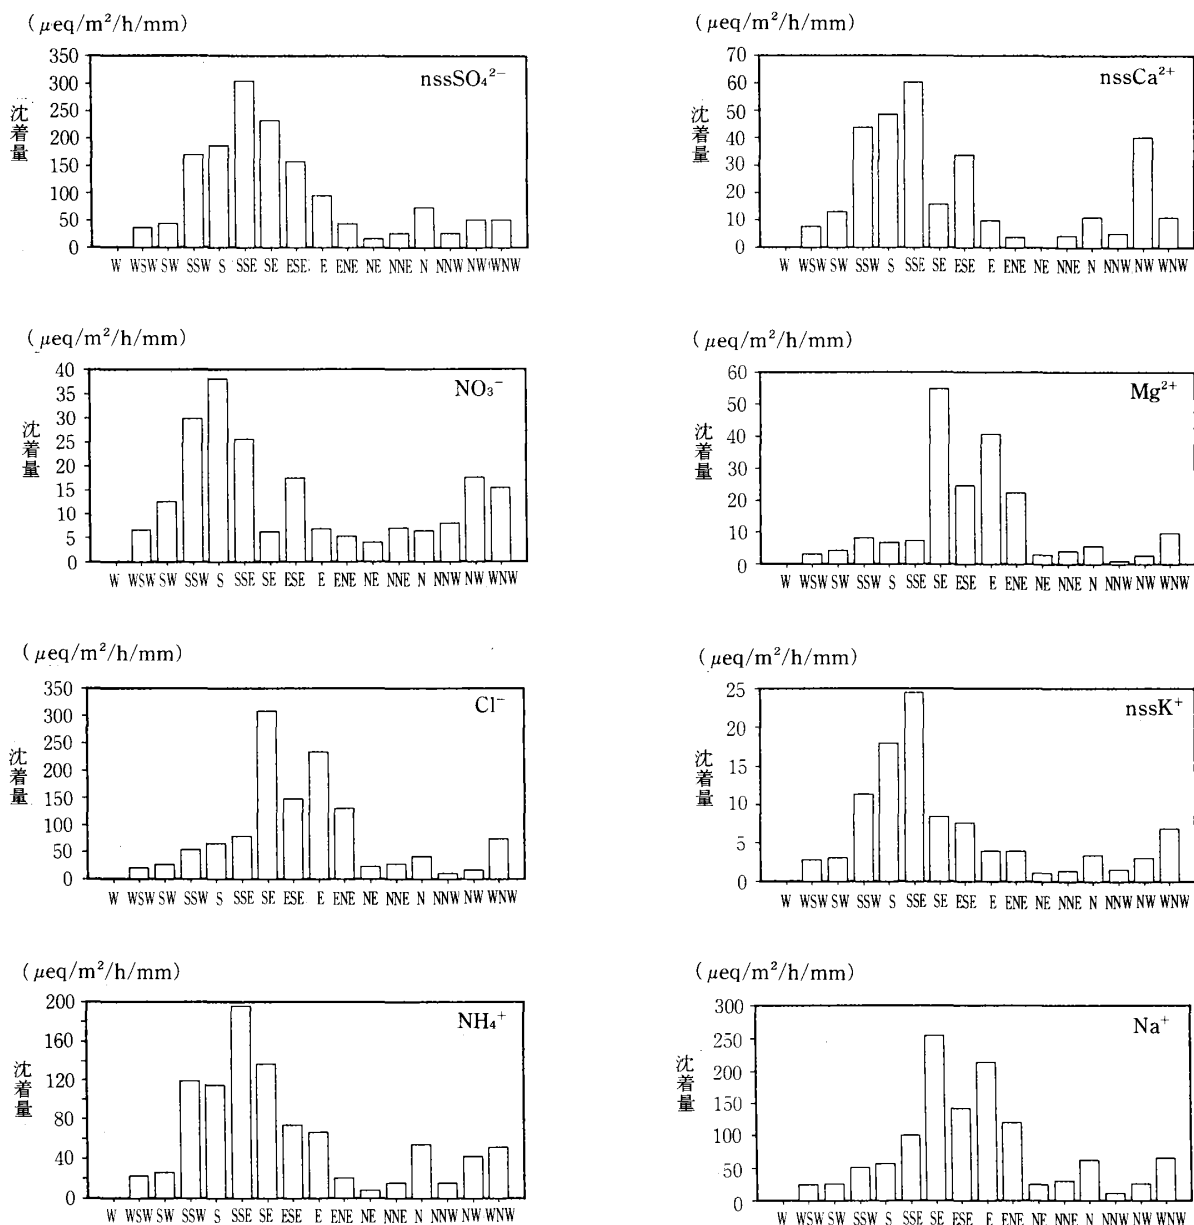 (μeq/m²/h/mm)
nssSO₄²⁻
沈着量
350
300
250
200
150
100
50
0
W WSW SW SSW S SSE SE ESE E ENE NE NNE N NNW NW WNW
(μeq/m²/h/mm)
nssCa²⁺
沈着量
70
60
50
40
30
20
10
0
W WSW SW SSW S SSE SE ESE E ENE NE NNE N NNW NW WNW
(μeq/m²/h/mm)
NO₃⁻
沈着量
40
35
30
25
20
15
10
5
0
W WSW SW SSW S SSE SE ESE E ENE NE NNE N NNW NW WNW
(μeq/m²/h/mm)
Mg²⁺
沈着量
60
50
40
30
20
10
0
W WSW SW SSW S SSE SE ESE E ENE NE NNE N NNW NW WNW
(μeq/m²/h/mm)
Cl⁻
沈着量
350
300
250
200
150
100
50
0
W WSW SW SSW S SSE SE ESE E ENE NE NNE N NNW NW WNW
(μeq/m²/h/mm)
nssK⁺
沈着量
25
20
15
10
5
0
W WSW SW SSW S SSE SE ESE E ENE NE NNE N NNW NW WNW
(μeq/m²/h/mm)
NH₄⁺
沈着量
200
160
120
80
40
0
W WSW SW SSW S SSE SE ESE E ENE NE NNE N NNW NW WNW
(μeq/m²/h/mm)
Na⁺
沈着量
300
250
200
150
100
50
0
W WSW SW SSW S SSE SE ESE E ENE NE NNE N NNW NW WNW